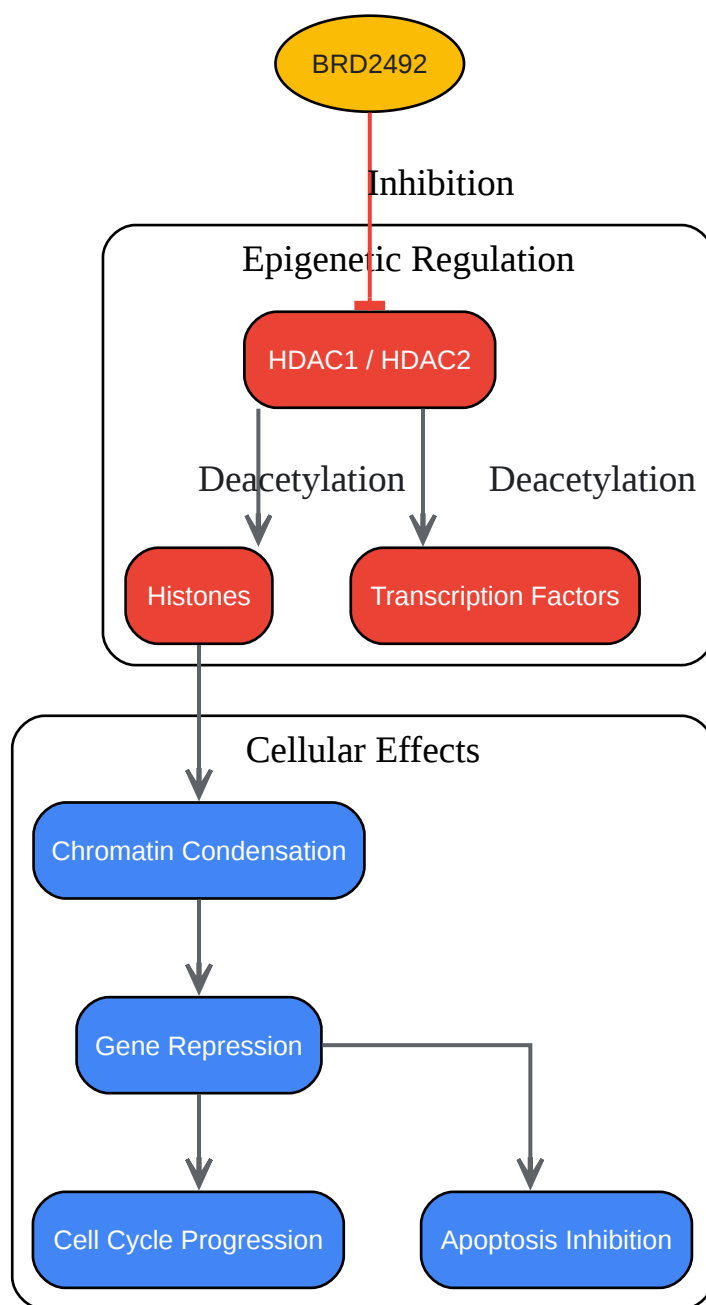 BRD2492
Inhibition
Epigenetic Regulation
HDAC1 / HDAC2
Deacetylation
Deacetylation
Histones
Transcription Factors
Cellular Effects
Chromatin Condensation
Gene Repression
Cell Cycle Progression
Apoptosis Inhibition